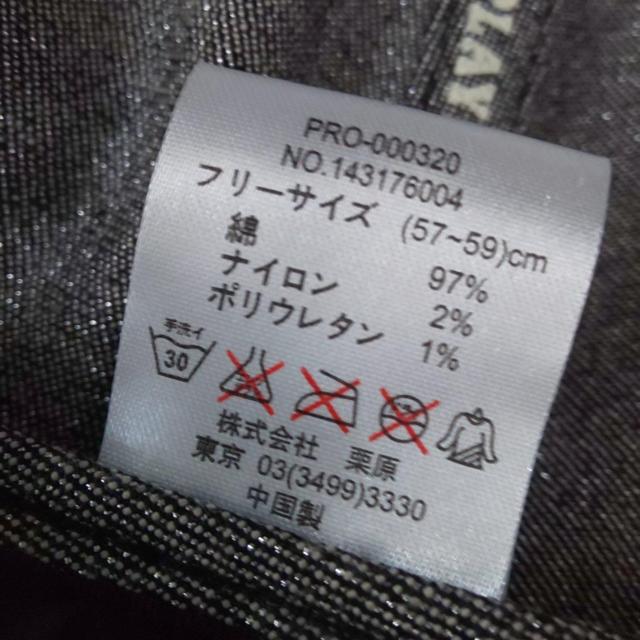 PLAY
PRO-000320
NO.143176004
フリーサイズ (57~59)cm
綿 97%
ナイロン 2%
ポリウレタン 1%
手洗イ
30
株式会社 栗原
東京 03(3499)3330
中国製